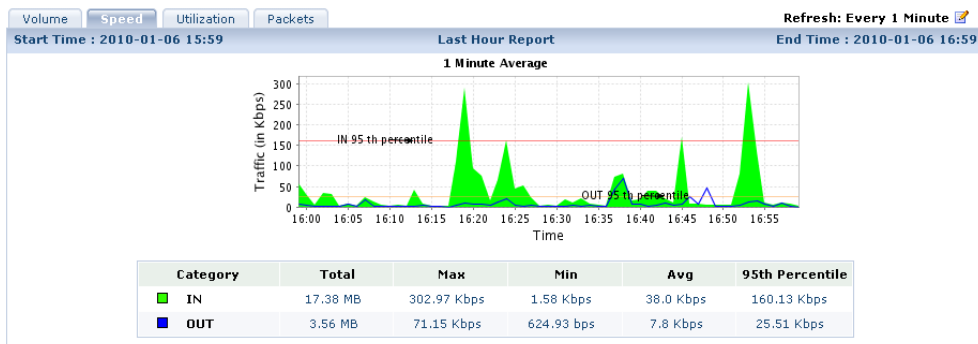 Volume Speed Utilization Packets Refresh: Every 1 Minute
Start Time : 2010-01-06 15:59 Last Hour Report End Time : 2010-01-06 16:59
1 Minute Average
Traffic (in Kbps)
300
250
200
150
100
50
0
IN 95 th percentile
OUT 95 th percentile
16:00 16:05 16:10 16:15 16:20 16:25 16:30 16:35 16:40 16:45 16:50 16:55
Time
Category Total Max Min Avg 95th Percentile
IN 17.38 MB 302.97 Kbps 1.58 Kbps 38.0 Kbps 160.13 Kbps
OUT 3.56 MB 71.15 Kbps 624.93 bps 7.8 Kbps 25.51 Kbps